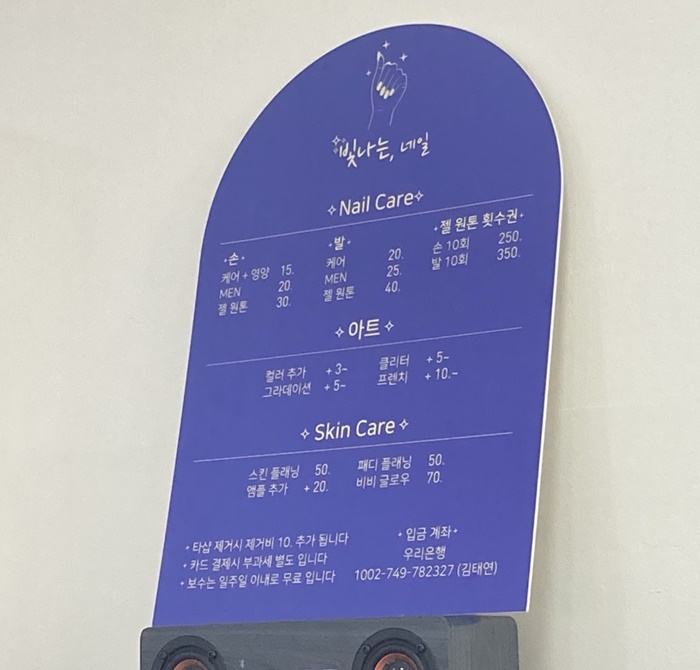 빛나는, 네일
Nail Care
손
케어 + 영양 15.
MEN 20.
젤 원톤 30.
발
케어 20.
MEN 25.
젤 원톤 40.
젤 원톤 횟수권
손 10회 250.
발 10회 350.
아트
컬러 추가 +3~
그라데이션 +5~
클리터 +5~
프렌치 +10.~
Skin Care
스킨 플래닝 50.
앰플 추가 +20.
패디 플래닝 50.
비비 글로우 70.
타샵 제거시 제거비 10. 추가 됩니다
카드 결제시 부과세 별도 입니다
보수는 일주일 이내로 무료 입니다
입금 계좌
우리은행
1002-749-782327 (김태연)